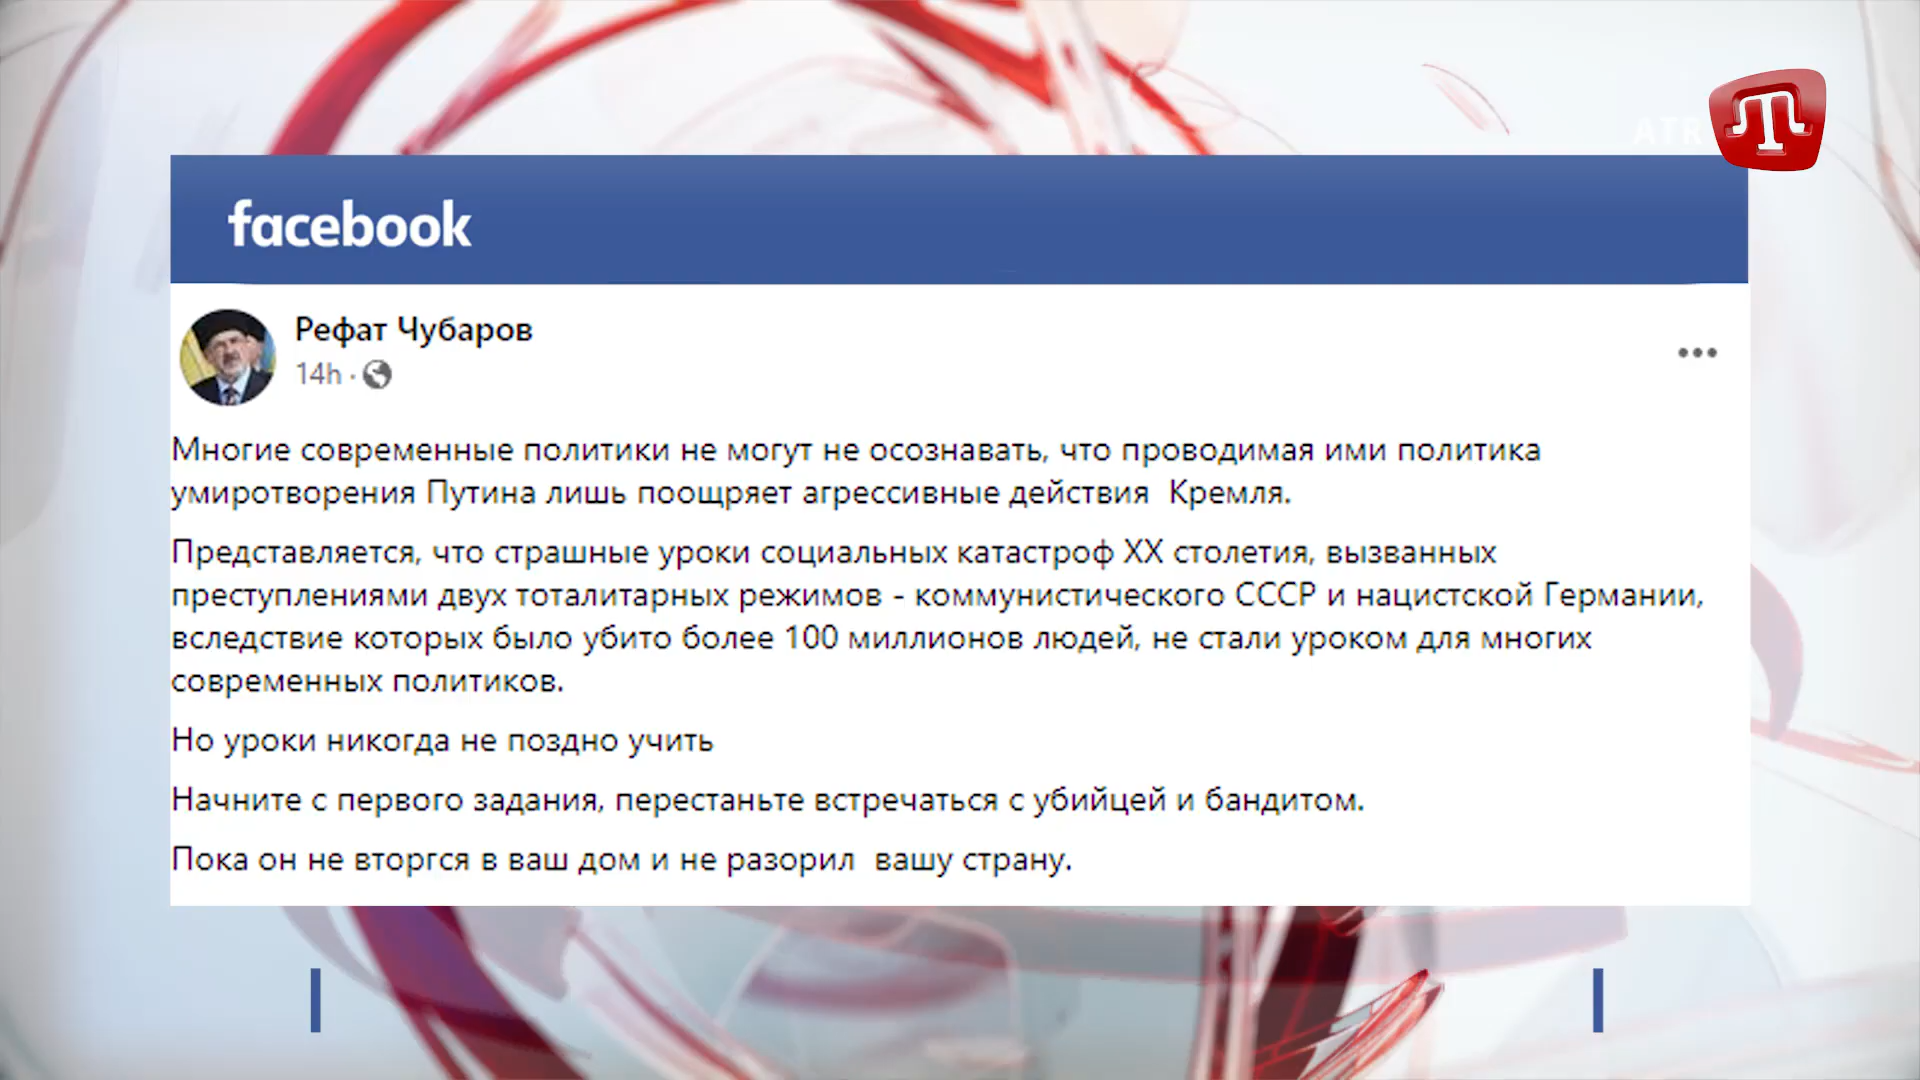 ATR
facebook
Рефат Чубаров
14h ·
Многие современные политики не могут не осознавать, что проводимая ими политика
умиротворения Путина лишь поощряет агрессивные действия  Кремля.
Представляется, что страшные уроки социальных катастроф XX столетия, вызванных
преступлениями двух тоталитарных режимов - коммунистического СССР и нацистской Германии,
вследствие которых было убито более 100 миллионов людей, не стали уроком для многих
современных политиков.
Но уроки никогда не поздно учить
Начните с первого задания, перестаньте встречаться с убийцей и бандитом.
Пока он не вторгся в ваш дом и не разорил  вашу страну.